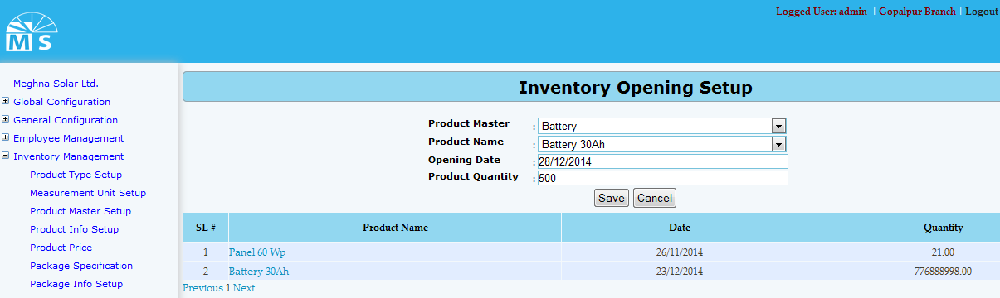 Logged User: admin | Gopalpur Branch | Logout
M S
Meghna Solar Ltd.
Global Configuration
General Configuration
Employee Management
Inventory Management
Product Type Setup
Measurement Unit Setup
Product Master Setup
Product Info Setup
Product Price
Package Specification
Package Info Setup
Inventory Opening Setup
Product Master : Battery
Product Name : Battery 30Ah
Opening Date : 28/12/2014
Product Quantity : 500
Save Cancel
SL # Product Name Date Quantity
1 Panel 60 Wp 26/11/2014 21.00
2 Battery 30Ah 23/12/2014 776888998.00
Previous 1 Next